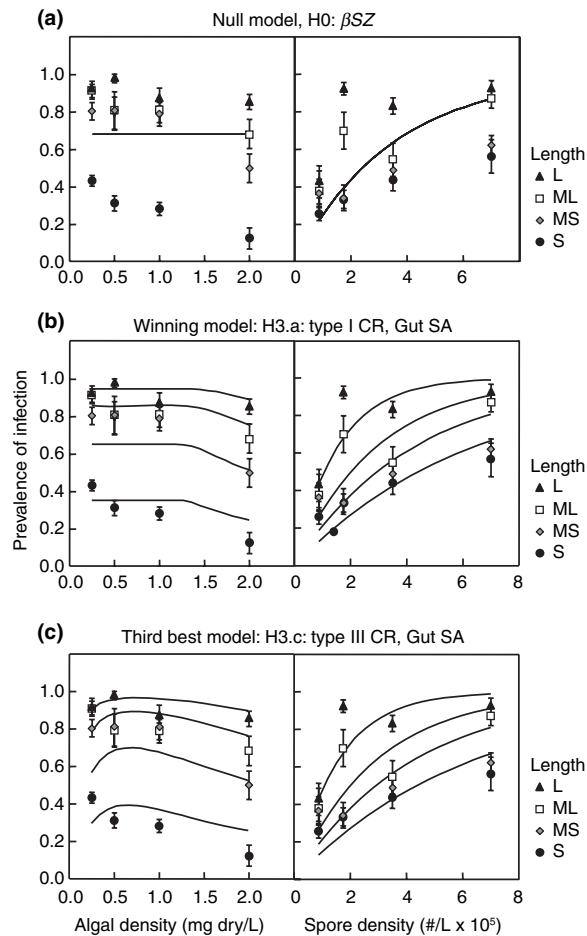 (a)
Null model, H0: βSZ
1.0
0.8
0.6
0.4
0.2
0.0
0.0 0.5 1.0 1.5 2.0
2 4 6 8
Length
L
ML
MS
S
(b)
Winning model: H3.a: type I CR, Gut SA
Prevalence of infection
1.0
0.8
0.6
0.4
0.2
0.0
0.0 0.5 1.0 1.5 2.0
2 4 6 8
Length
L
ML
MS
S
(c)
Third best model: H3.c: type III CR, Gut SA
1.0
0.8
0.6
0.4
0.2
0.0
0.0 0.5 1.0 1.5 2.0
0 2 4 6 8
Length
L
ML
MS
S
Algal density (mg dry/L)
Spore density (#/L x 10⁵)